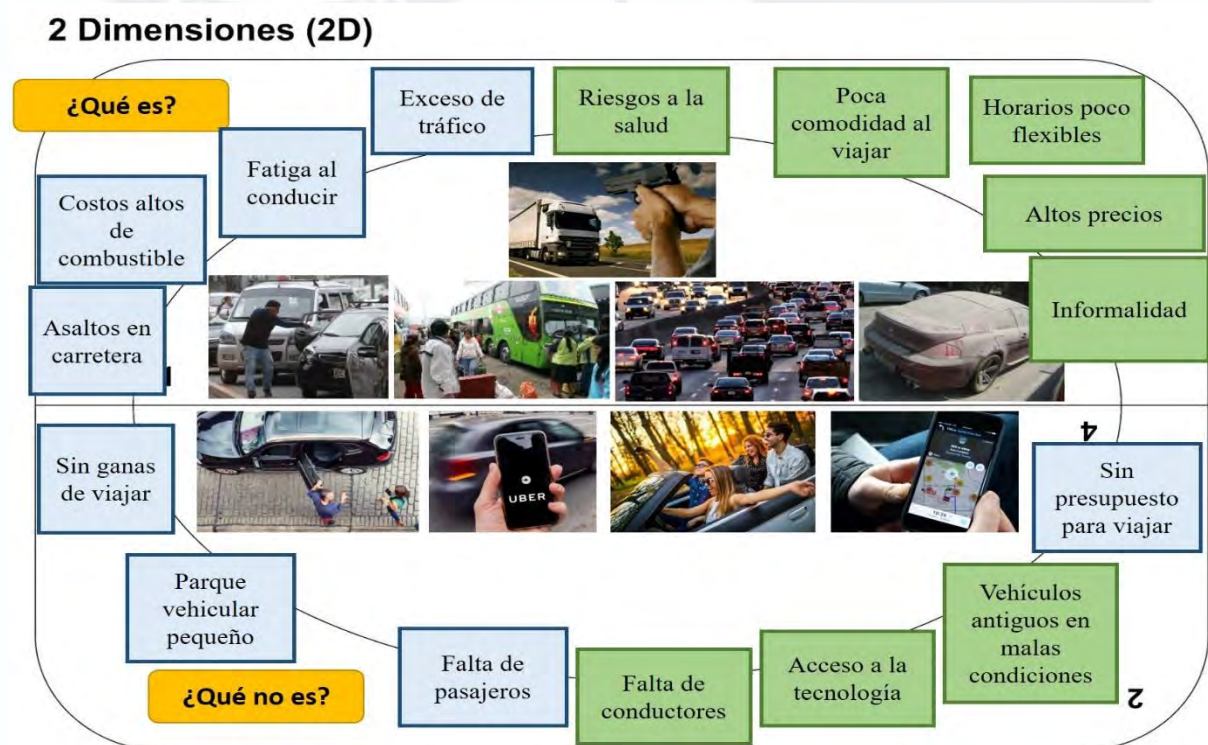 2 Dimensiones (2D)
¿Qué es?
Exceso de
tráfico
Riesgos a la
salud
Poca
comodidad al
viajar
Horarios poco
flexibles
Fatiga al
conducir
Costos altos
de
combustible
Altos precios
Asaltos en
carretera
Informalidad
4
Sin ganas
de viajar
UBER
Sin
presupuesto
para viajar
Parque
vehicular
pequeño
Vehículos
antiguos en
malas
condiciones
Falta de
pasajeros
Falta de
conductores
Acceso a la
tecnología
¿Qué no es?
2